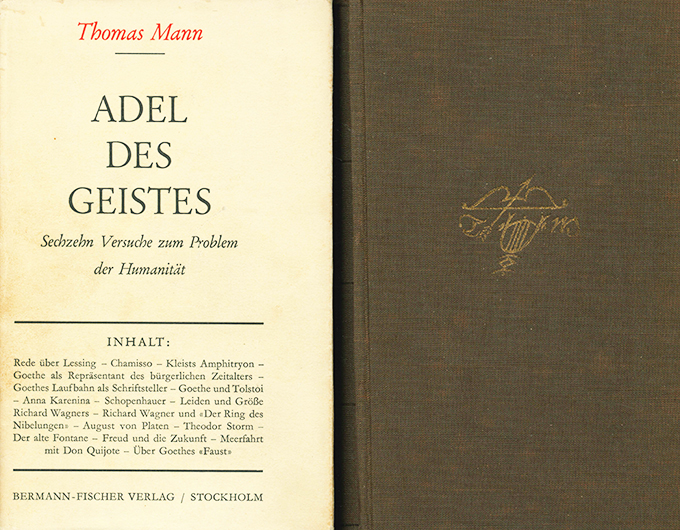 Thomas Mann
ADEL
DES
GEISTES
Sechzehn Versuche zum Problem
der Humanität
INHALT:
Rede über Lessing – Chamisso – Kleists Amphitryon –
Goethe als Repräsentant des bürgerlichen Zeitalters –
Goethes Laufbahn als Schriftsteller – Goethe und Tolstoi
– Anna Karenina – Schopenhauer – Leiden und Größe
Richard Wagners – Richard Wagner und «Der Ring des
Nibelungen» – August von Platen – Theodor Storm –
Der alte Fontane – Freud und die Zukunft – Meerfahrt
mit Don Quijote – Über Goethes «Faust»
BERMANN-FISCHER VERLAG / STOCKHOLM